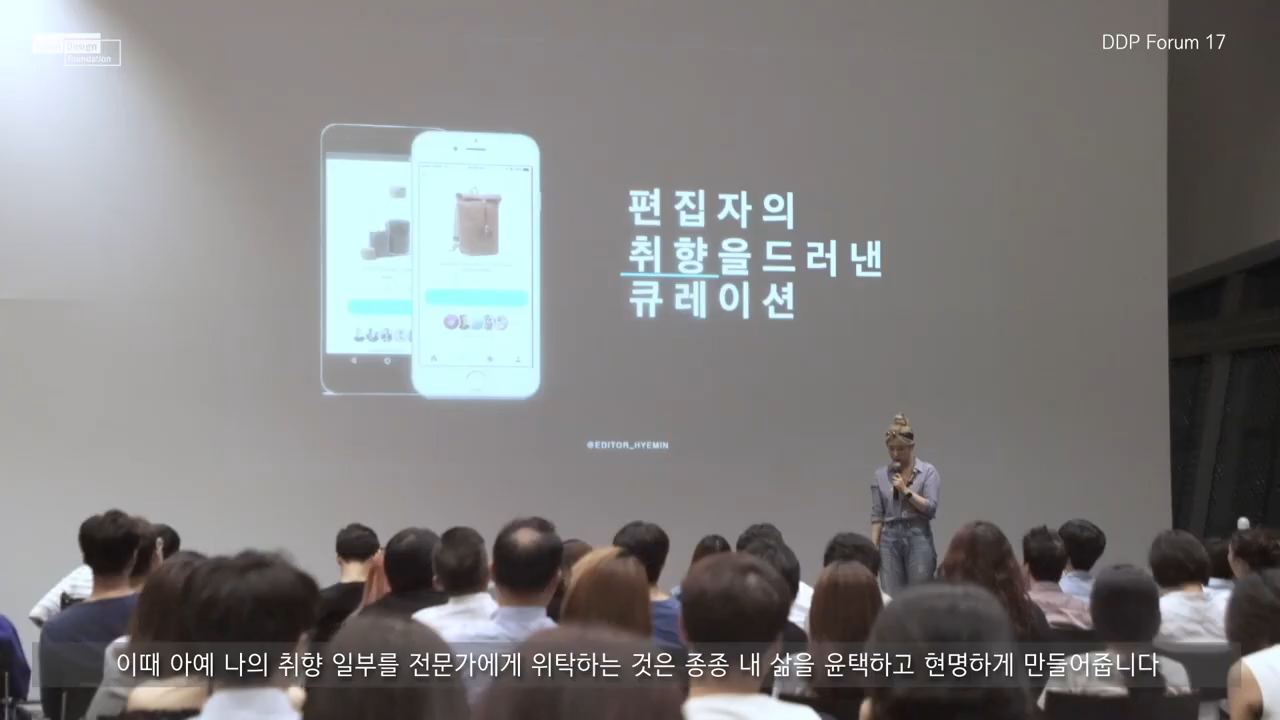 Design
Foundation
DDP Forum 17
편집자의
취향을드러낸
큐레이션
@EDITOR_HYEMIN
이때 아예 나의 취향 일부를 전문가에게 위탁하는 것은 종종 내 삶을 윤택하고 현명하게 만들어줍니다